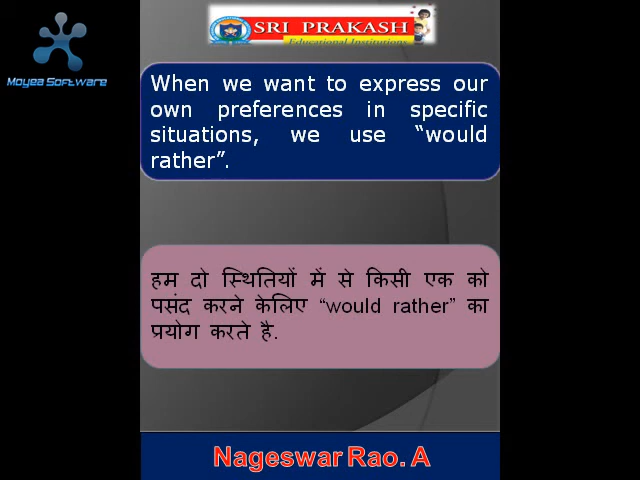 SRI PRAKASH
Educational Institutions
Moyea Software
When we want to express our
own preferences in specific
situations, we use “would
rather”.
हम दो स्थितियों में से किसी एक को
पसंद करने केलिए “would rather” का
प्रयोग करते है.
Nageswar Rao. A